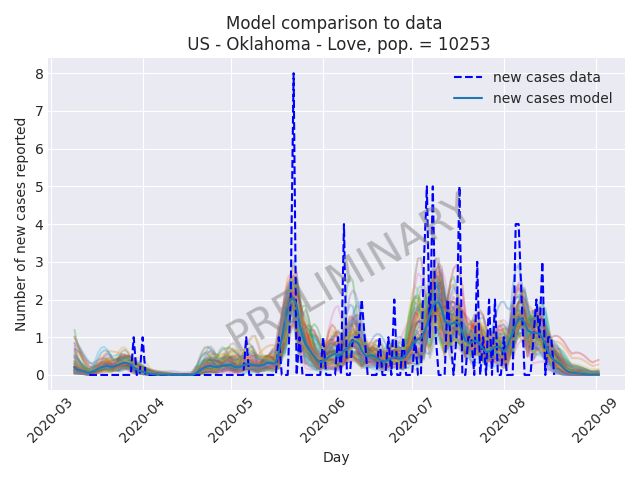 Model comparison to data
US - Oklahoma - Love, pop. = 10253
new cases data
new cases model
Number of new cases reported
8
7
6
5
4
3
2
1
0
PRELIMINARY
2020-03
2020-04
2020-05
2020-06
2020-07
2020-08
2020-09
Day